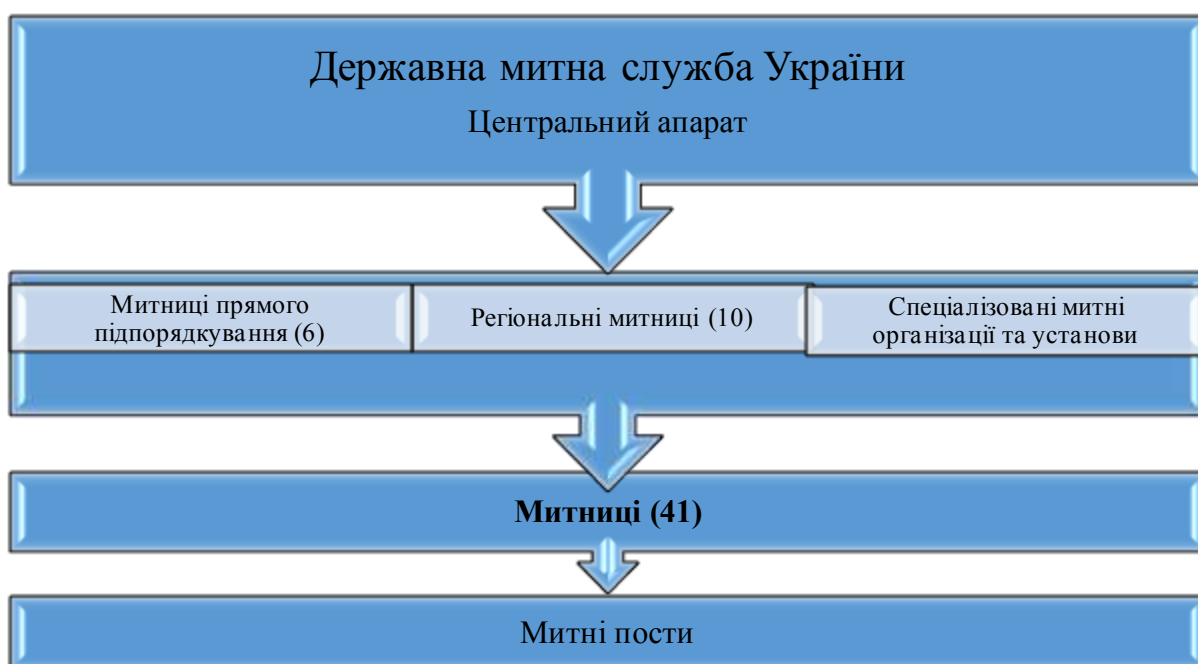 Державна митна служба України
Центральний апарат
Митниці прямого
підпорядкування (6)
Регіональні митниці (10)
Спеціалізовані митні
організації та установи
Митниці (41)
Митні пости